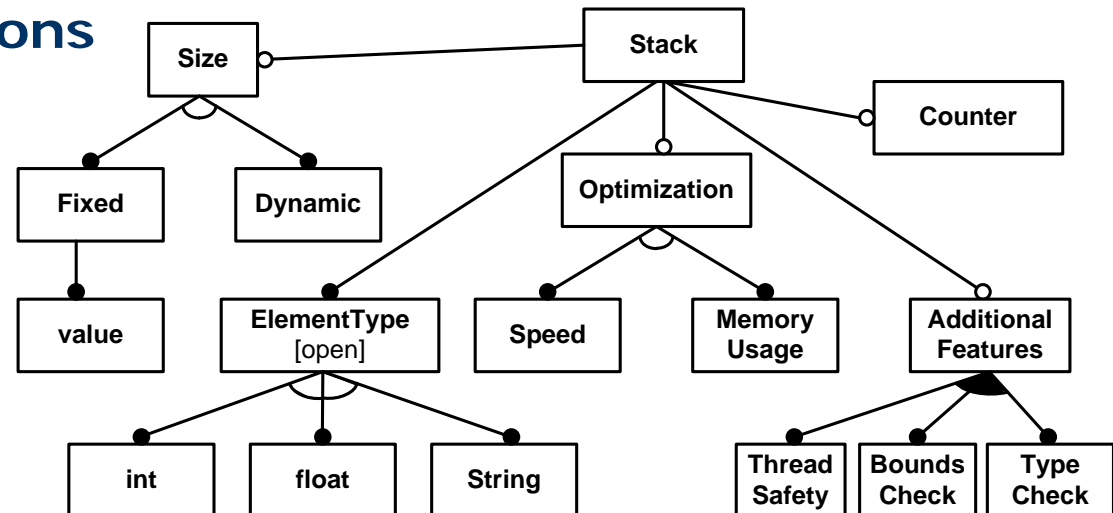 ons
Size
Stack
Counter
Fixed
Dynamic
Optimization
value
ElementType
[open]
Speed
Memory
Usage
Additional
Features
int
float
String
Thread
Safety
Bounds
Check
Type
Check